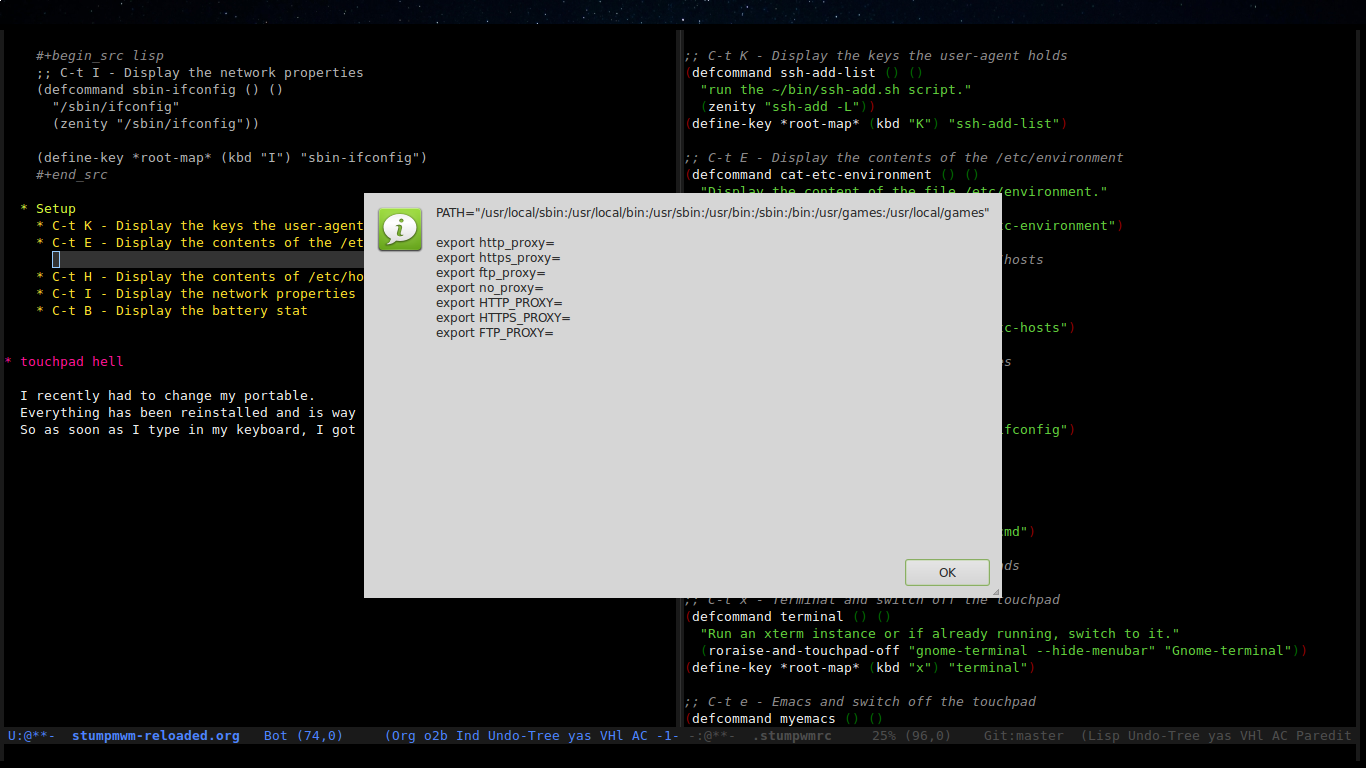 #+begin_src lisp
;; C-t I - Display the network properties
(defcommand sbin-ifconfig () ()
"/sbin/ifconfig"
(zenity "/sbin/ifconfig"))
(define-key *root-map* (kbd "I") "sbin-ifconfig")
#+end_src
* Setup
* C-t K - Display the keys the user-agent
* C-t E - Display the contents of the /et
* C-t H - Display the contents of /etc/ho
* C-t I - Display the network properties
* C-t B - Display the battery stat
* touchpad hell
I recently had to change my portable.
Everything has been reinstalled and is way
So as soon as I type in my keyboard, I got
U:@**-  stumpmwm-reloaded.org   Bot (74,0)     (Org o2b Ind Undo-Tree yas VHl AC -1-
PATH="/usr/local/sbin:/usr/local/bin:/usr/sbin:/usr/bin:/sbin:/bin:/usr/games:/usr/local/games"
export http_proxy=
export https_proxy=
export ftp_proxy=
export no_proxy=
export HTTP_PROXY=
export HTTPS_PROXY=
export FTP_PROXY=
OK
;; C-t K - Display the keys the user-agent holds
(defcommand ssh-add-list () ()
"run the ~/bin/ssh-add.sh script."
(zenity "ssh-add -L"))
(define-key *root-map* (kbd "K") "ssh-add-list")
;; C-t E - Display the contents of the /etc/environment
(defcommand cat-etc-environment () ()
"Display the content of the file /etc/environment."
tc-environment")
/hosts
tc-hosts")
es
ifconfig")
cmd")
nds
;; C-t x - Terminal and switch off the touchpad
(defcommand terminal () ()
"Run an xterm instance or if already running, switch to it."
(roraise-and-touchpad-off "gnome-terminal --hide-menubar" "Gnome-terminal"))
(define-key *root-map* (kbd "x") "terminal")
;; C-t e - Emacs and switch off the touchpad
(defcommand myemacs () ()
-:@**-  .stumpwmrc     25% (96,0)    Git:master  (Lisp Undo-Tree yas VHl AC Paredit